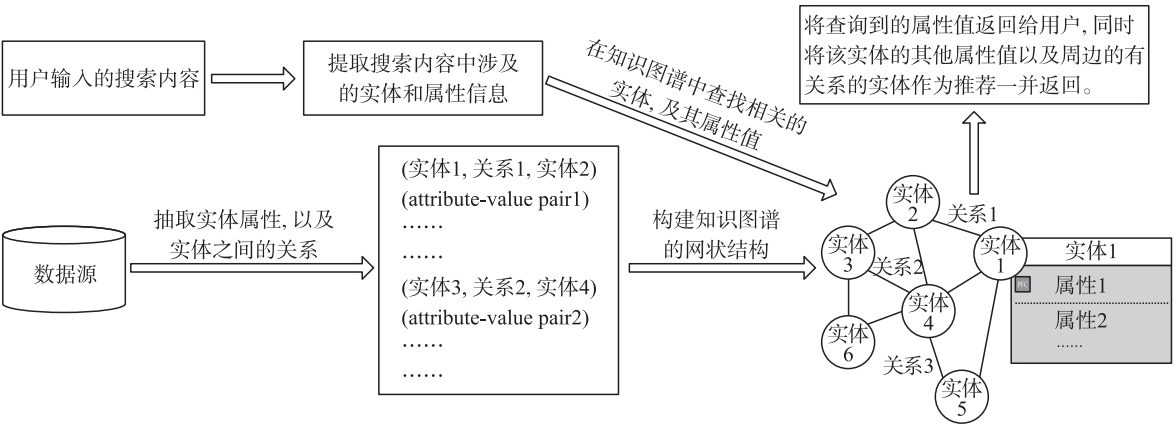 用户输入的搜索内容
提取搜索内容中涉及
的实体和属性信息
在知识图谱中查找相关的
实体, 及其属性值
将查询到的属性值返回给用户, 同时
将该实体的其他属性值以及周边的有
关系的实体作为推荐一并返回。
数据源
抽取实体属性, 以及
实体之间的关系
(实体1, 关系1, 实体2)
(attribute-value pair1)
……
……
(实体3, 关系2, 实体4)
(attribute-value pair2)
……
……
构建知识图谱
的网状结构
实体
2
关系1
实体
3
关系2
实体
1
实体
4
实体
6
关系3
实体
5
实体1
属性1
属性2
……